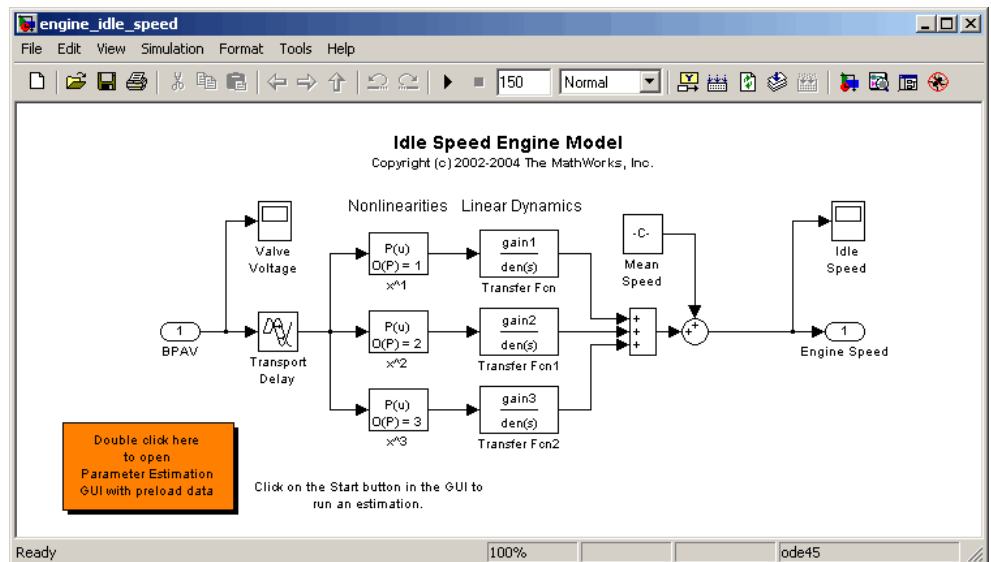 engine_idle_speed
File Edit View Simulation Format Tools Help
150 Normal
Idle Speed Engine Model
Copyright (c) 2002-2004 The MathWorks, Inc.
Nonlinearities Linear Dynamics
Valve
Voltage
P(u)
O(P) = 1
x^1
gain1
den(s)
Transfer Fcn
-C-
Mean
Speed
Idle
Speed
1
BPAV
Transport
Delay
P(u)
O(P) = 2
x^2
gain2
den(s)
Transfer Fcn1
+
+
+
+
+
1
Engine Speed
P(u)
O(P) = 3
x^3
gain3
den(s)
Transfer Fcn2
Double click here
to open
Parameter Estimation
GUI with preload data
Click on the Start button in the GUI to
run an estimation.
Ready 100% ode45